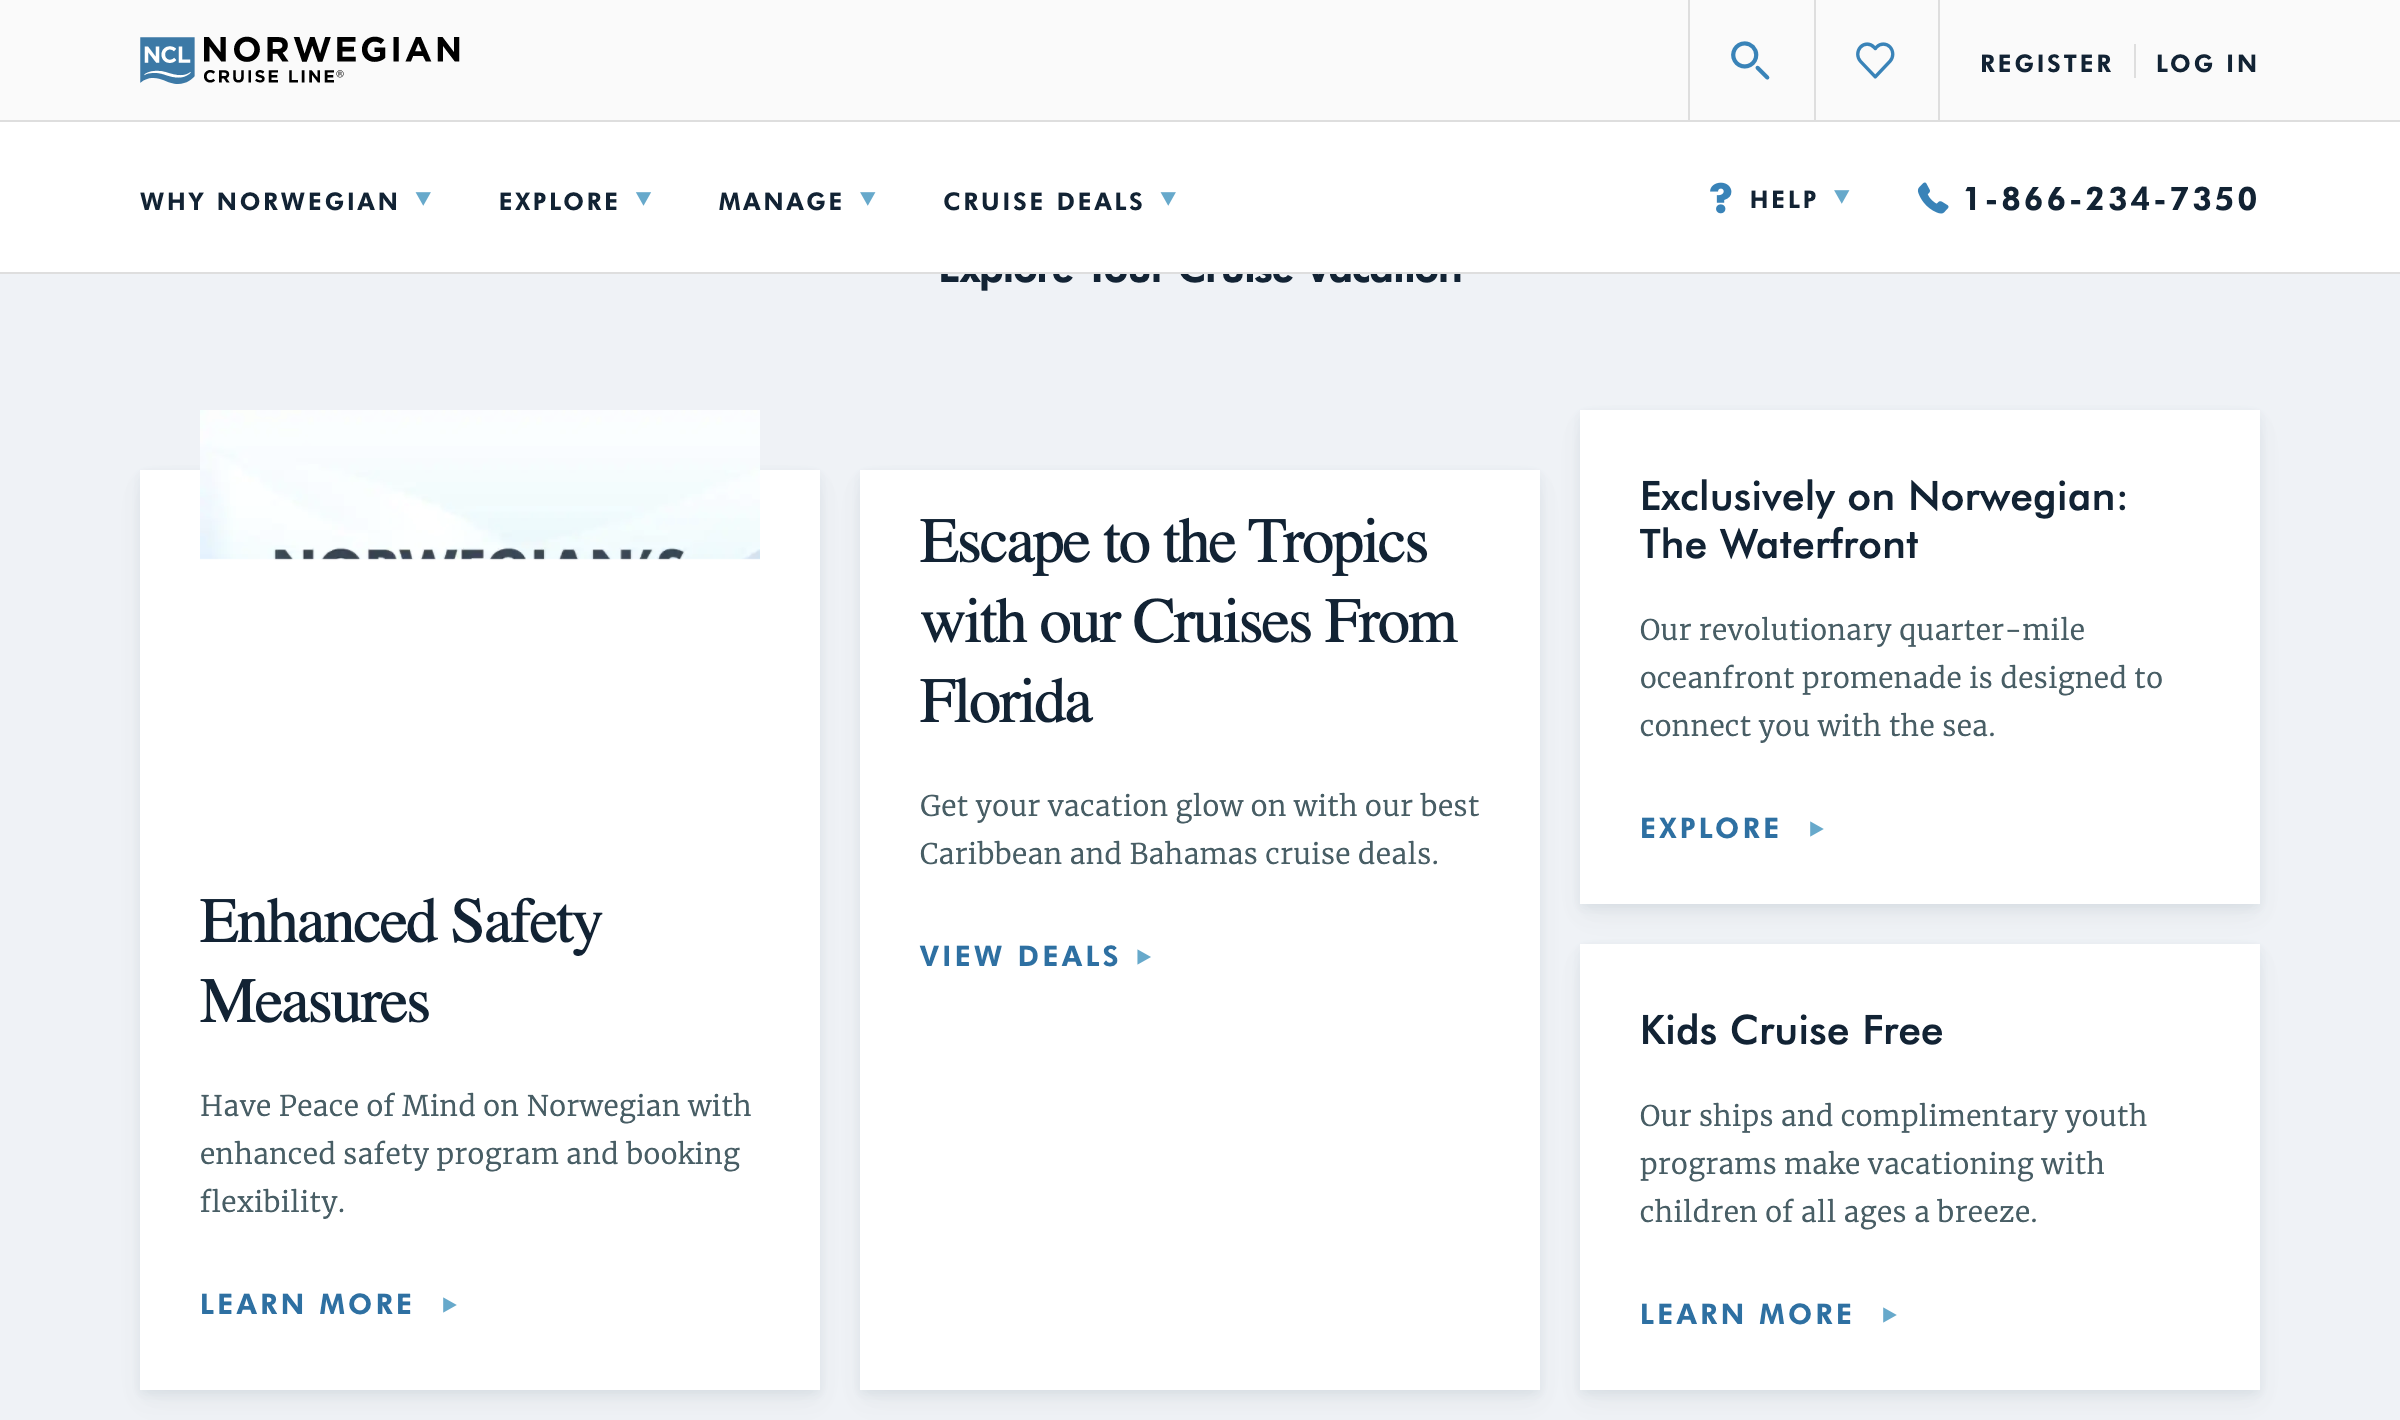 NCL NORWEGIAN
CRUISE LINE®
REGISTER
LOG IN
WHY NORWEGIAN
EXPLORE
MANAGE
CRUISE DEALS
? HELP
1-866-234-7350
Explore Your Cruise Vacation
NORWEGIAN'S
Enhanced Safety
Measures
Have Peace of Mind on Norwegian with
enhanced safety program and booking
flexibility.
LEARN MORE
Escape to the Tropics
with our Cruises From
Florida
Get your vacation glow on with our best
Caribbean and Bahamas cruise deals.
VIEW DEALS
Exclusively on Norwegian:
The Waterfront
Our revolutionary quarter-mile
oceanfront promenade is designed to
connect you with the sea.
EXPLORE
Kids Cruise Free
Our ships and complimentary youth
programs make vacationing with
children of all ages a breeze.
LEARN MORE